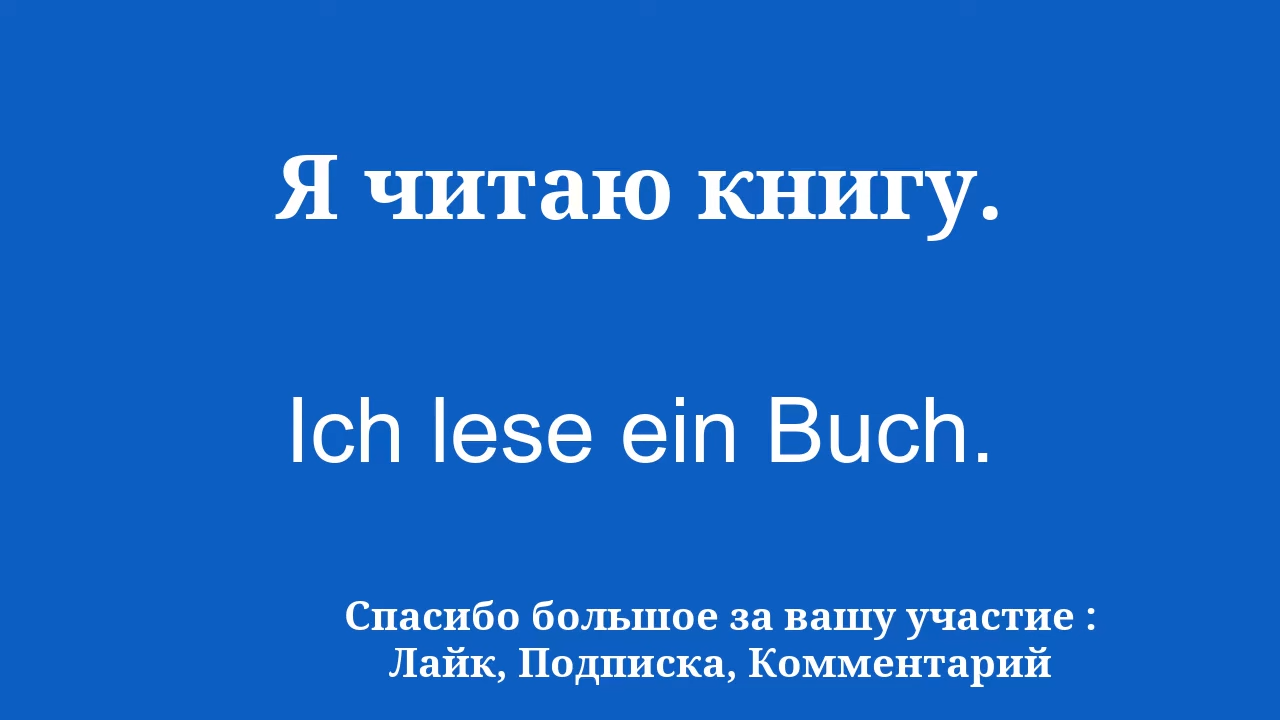 Я читаю книгу.
Ich lese ein Buch.
Спасибо большое за вашу участие :
Лайк, Подписка, Комментарий